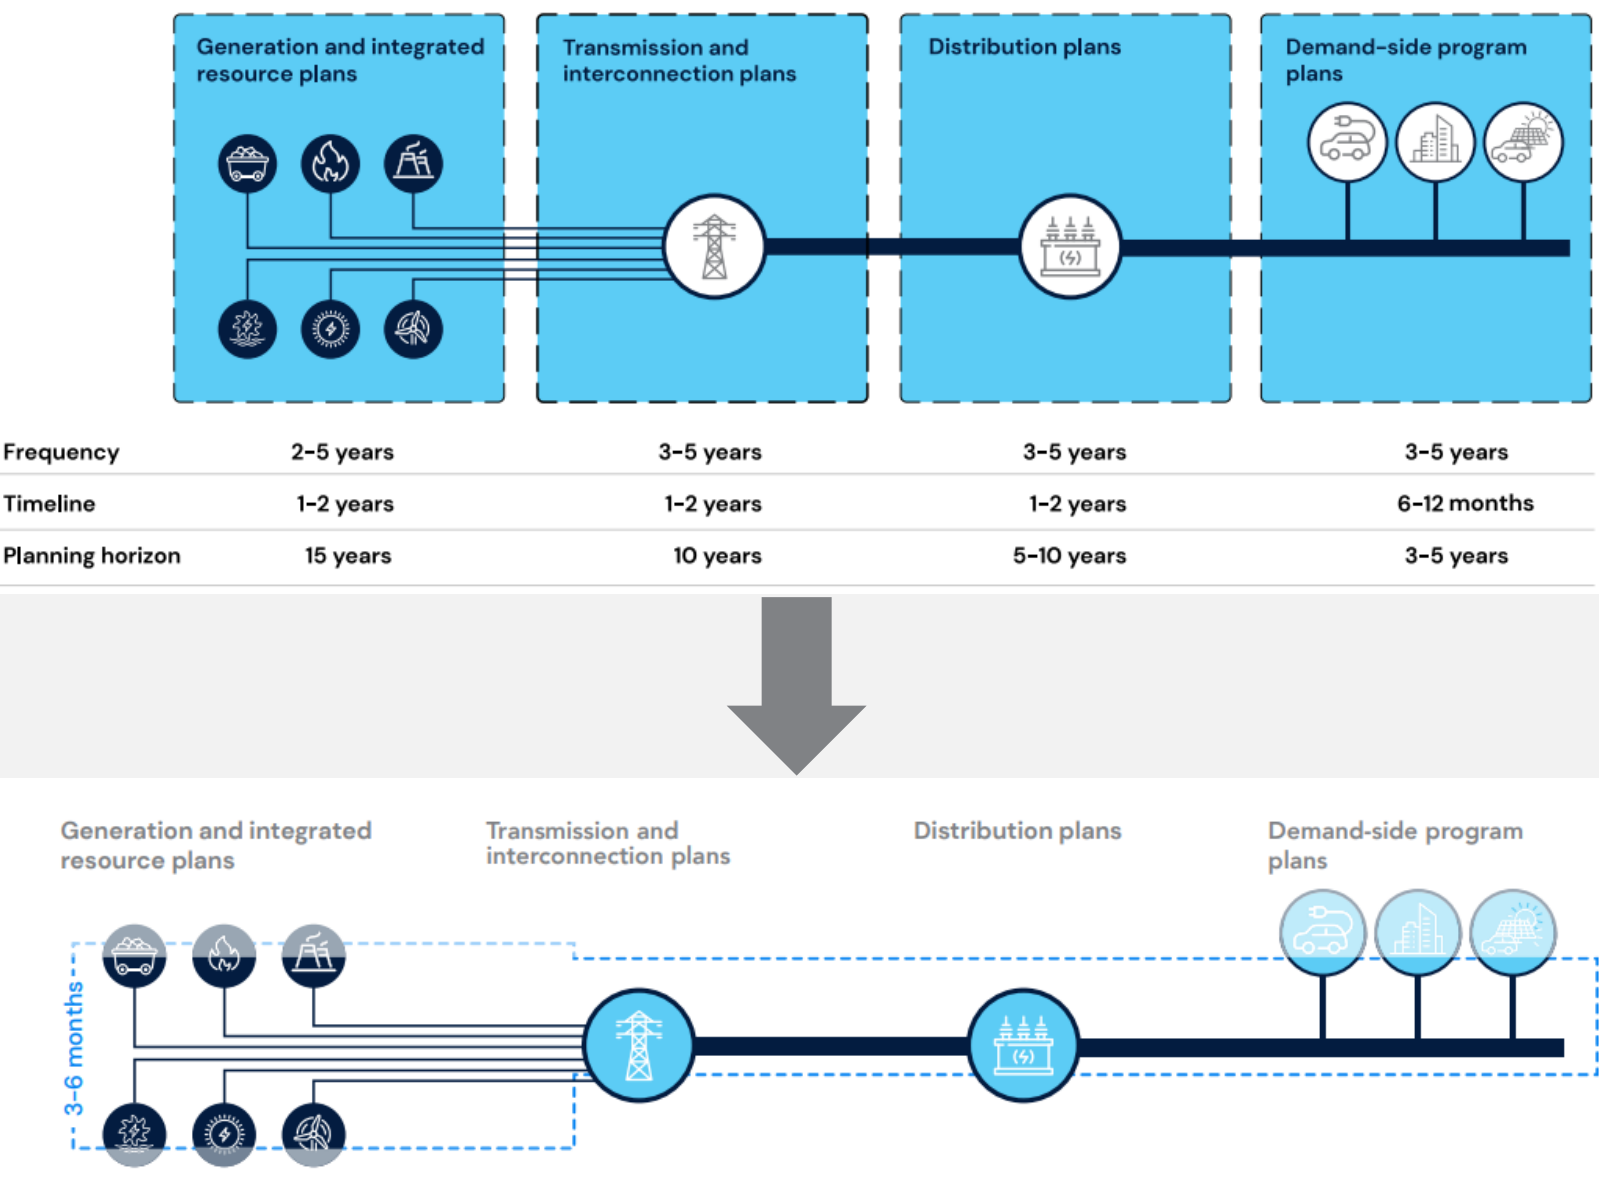 Generation and integrated
resource plans
Transmission and
interconnection plans
Distribution plans
Demand-side program
plans
Frequency 2-5 years 3-5 years 3-5 years 3-5 years
Timeline 1-2 years 1-2 years 1-2 years 6-12 months
Planning horizon 15 years 10 years 5-10 years 3-5 years
Generation and integrated
resource plans
Transmission and
interconnection plans
Distribution plans
Demand-side program
plans
3-6 months